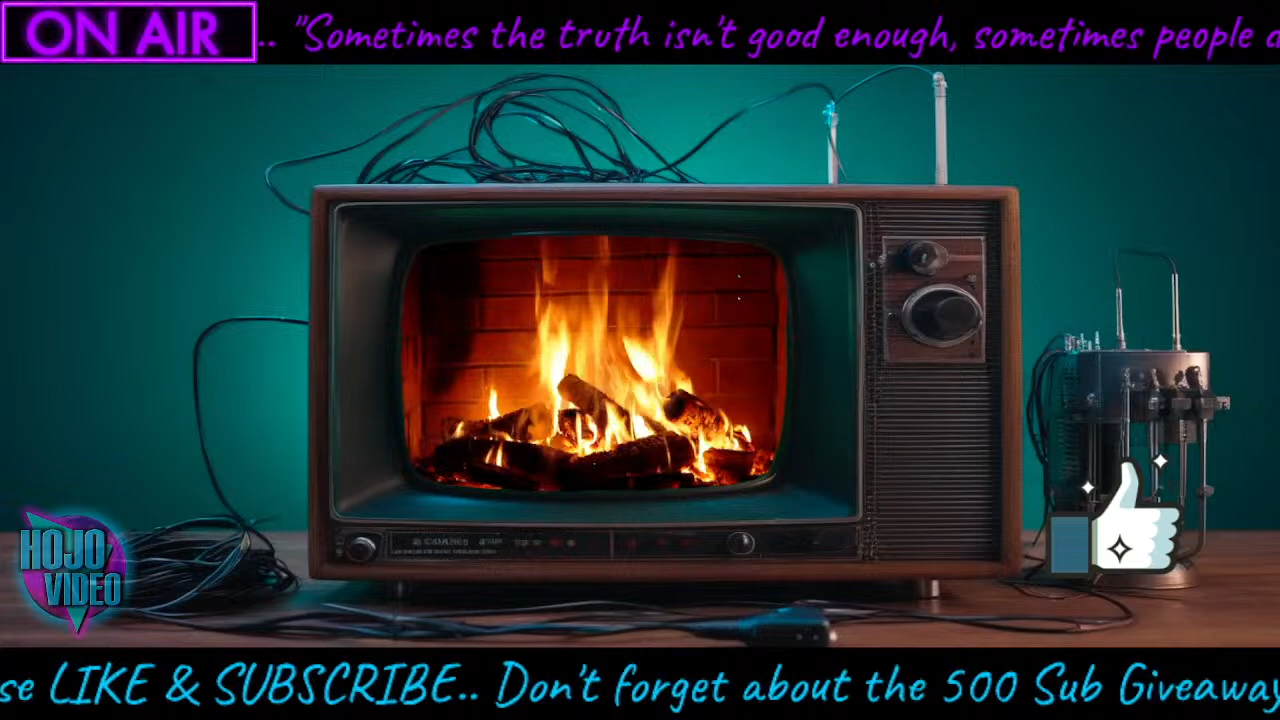 ON AIR
.. "Sometimes the truth isn't good enough, sometimes people d
HOJO
VIDEO
se LIKE & SUBSCRIBE.. Don't forget about the 500 Sub Giveaway